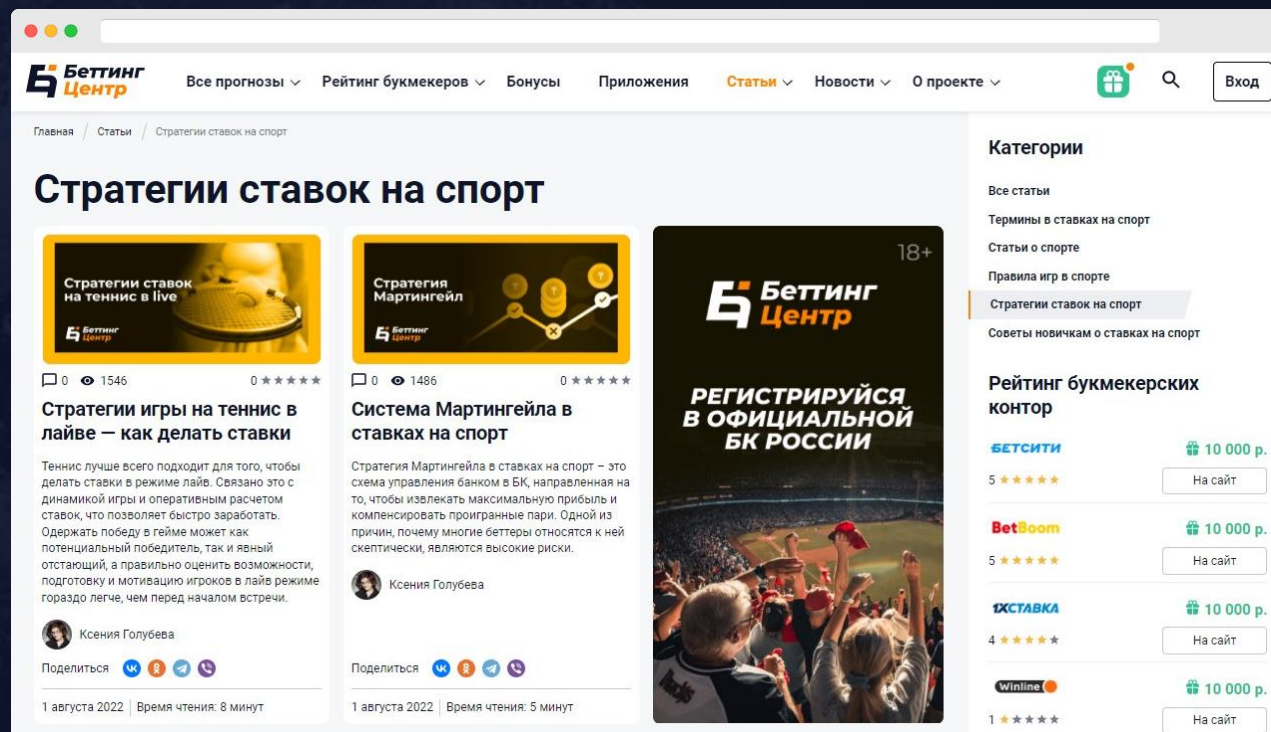 Беттинг
Центр
Все прогнозы
Рейтинг букмекеров
Бонусы
Приложения
Статьи
Новости
О проекте
Вход
Главная / Статьи / Стратегии ставок на спорт
Стратегии ставок на спорт
Стратегии ставок
на теннис в live
Беттинг
Центр
0 1546 0
Стратегии игры на теннис в
лайве — как делать ставки
Теннис лучше всего подходит для того, чтобы
делать ставки в режиме лайв. Связано это с
динамикой игры и оперативным расчетом
ставок, что позволяет быстро заработать.
Одержать победу в гейме может как
потенциальный победитель, так и явный
отстающий, а правильно оценить возможности,
подготовку и мотивацию игроков в лайв режиме
гораздо легче, чем перед началом встречи.
Ксения Голубева
Поделиться
1 августа 2022 | Время чтения: 8 минут
Стратегия
Мартингейл
Беттинг
Центр
0 1486 0
Система Мартингейла в
ставках на спорт
Стратегия Мартингейла в ставках на спорт – это
схема управления банком в БК, направленная на
то, чтобы извлекать максимальную прибыль и
компенсировать проигранные пари. Одной из
причин, почему многие беттеры относятся к ней
скептически, являются высокие риски.
Ксения Голубева
Поделиться
1 августа 2022 | Время чтения: 5 минут
18+
Беттинг
Центр
РЕГИСТРИРУЙСЯ
В ОФИЦИАЛЬНОЙ
БК РОССИИ
Категории
Все статьи
Термины в ставках на спорт
Статьи о спорте
Правила игр в спорте
Стратегии ставок на спорт
Советы новичкам о ставках на спорт
Рейтинг букмекерских
контор
БЕТСИТИ 10 000 р.
5 На сайт
BetBoom 10 000 р.
5 На сайт
1XСТАВКА 10 000 р.
4 На сайт
Winline 10 000 р.
1 На сайт